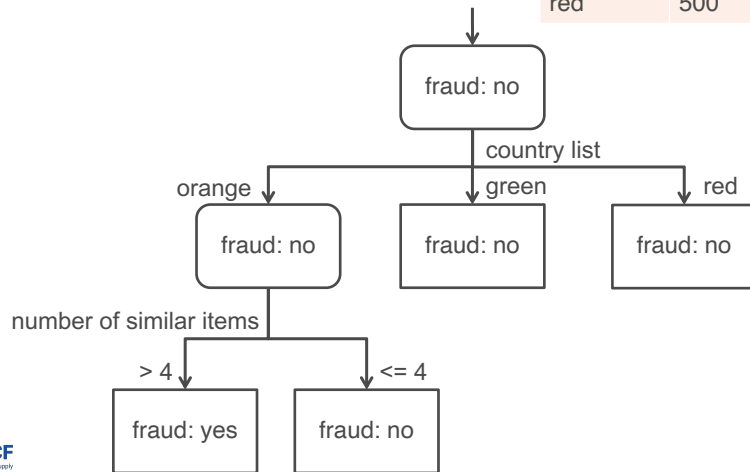 red 500
fraud: no
country list
orange green red
fraud: no fraud: no fraud: no
number of similar items
> 4 <= 4
fraud: yes fraud: no
CF